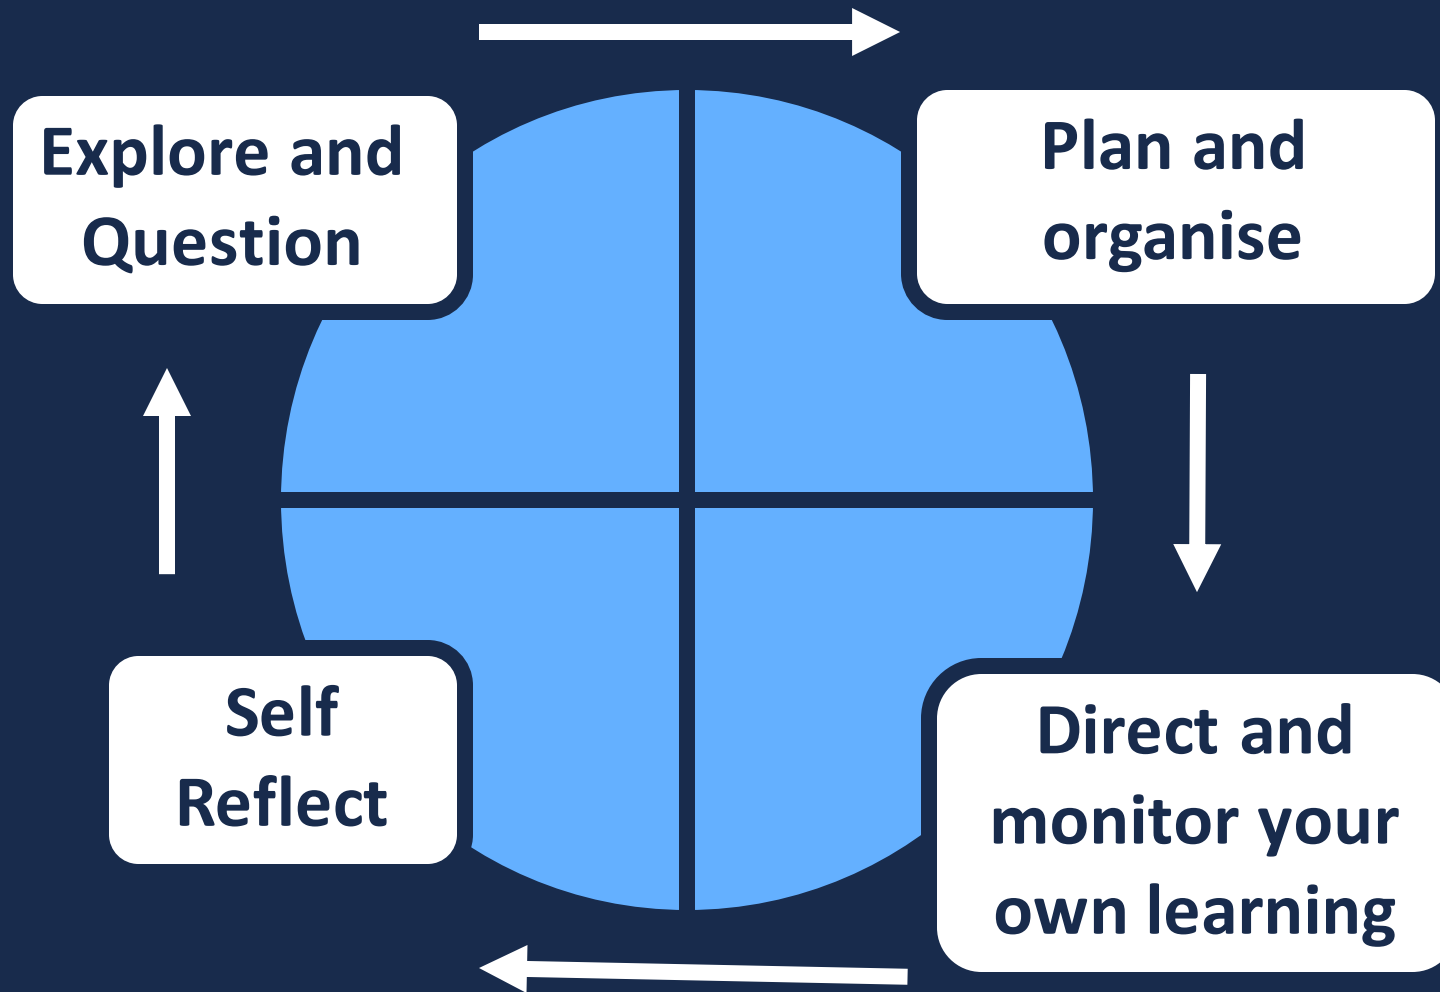 Explore and
Question
Plan and
organise
Self
Reflect
Direct and
monitor your
own learning